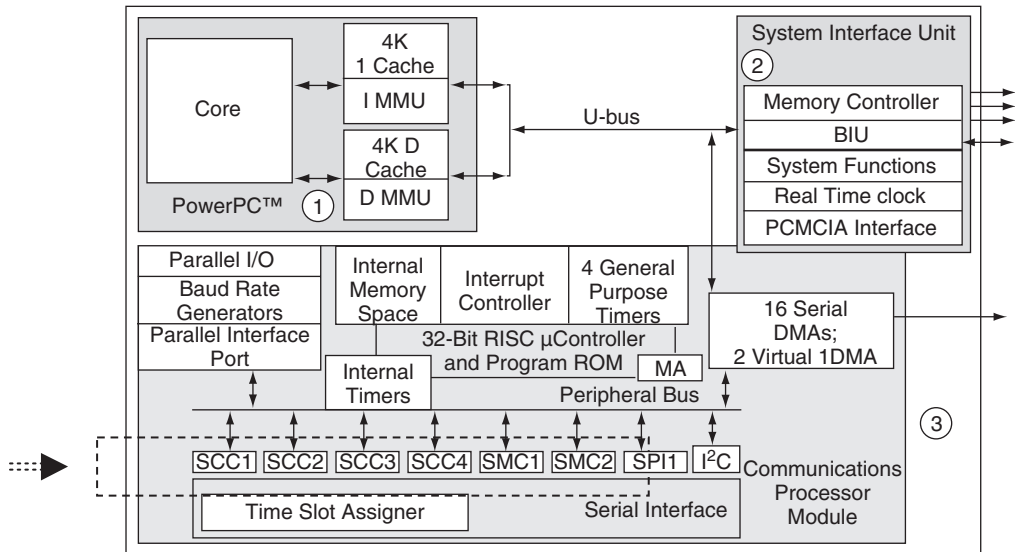 4K
1 Cache
I MMU
Core
4K D
Cache
D MMU
PowerPC™
1
U-bus
System Interface Unit
2
Memory Controller
BIU
System Functions
Real Time clock
PCMCIA Interface
Parallel I/O
Baud Rate
Generators
Parallel Interface
Port
Internal
Memory
Space
Interrupt
Controller
4 General
Purpose
Timers
32-Bit RISC μController
and Program ROM
MA
Internal
Timers
16 Serial
DMAs;
2 Virtual 1DMA
Peripheral Bus
3
SCC1
SCC2
SCC3
SCC4
SMC1
SMC2
SPI1
I²C
Communications
Processor
Module
Time Slot Assigner
Serial Interface